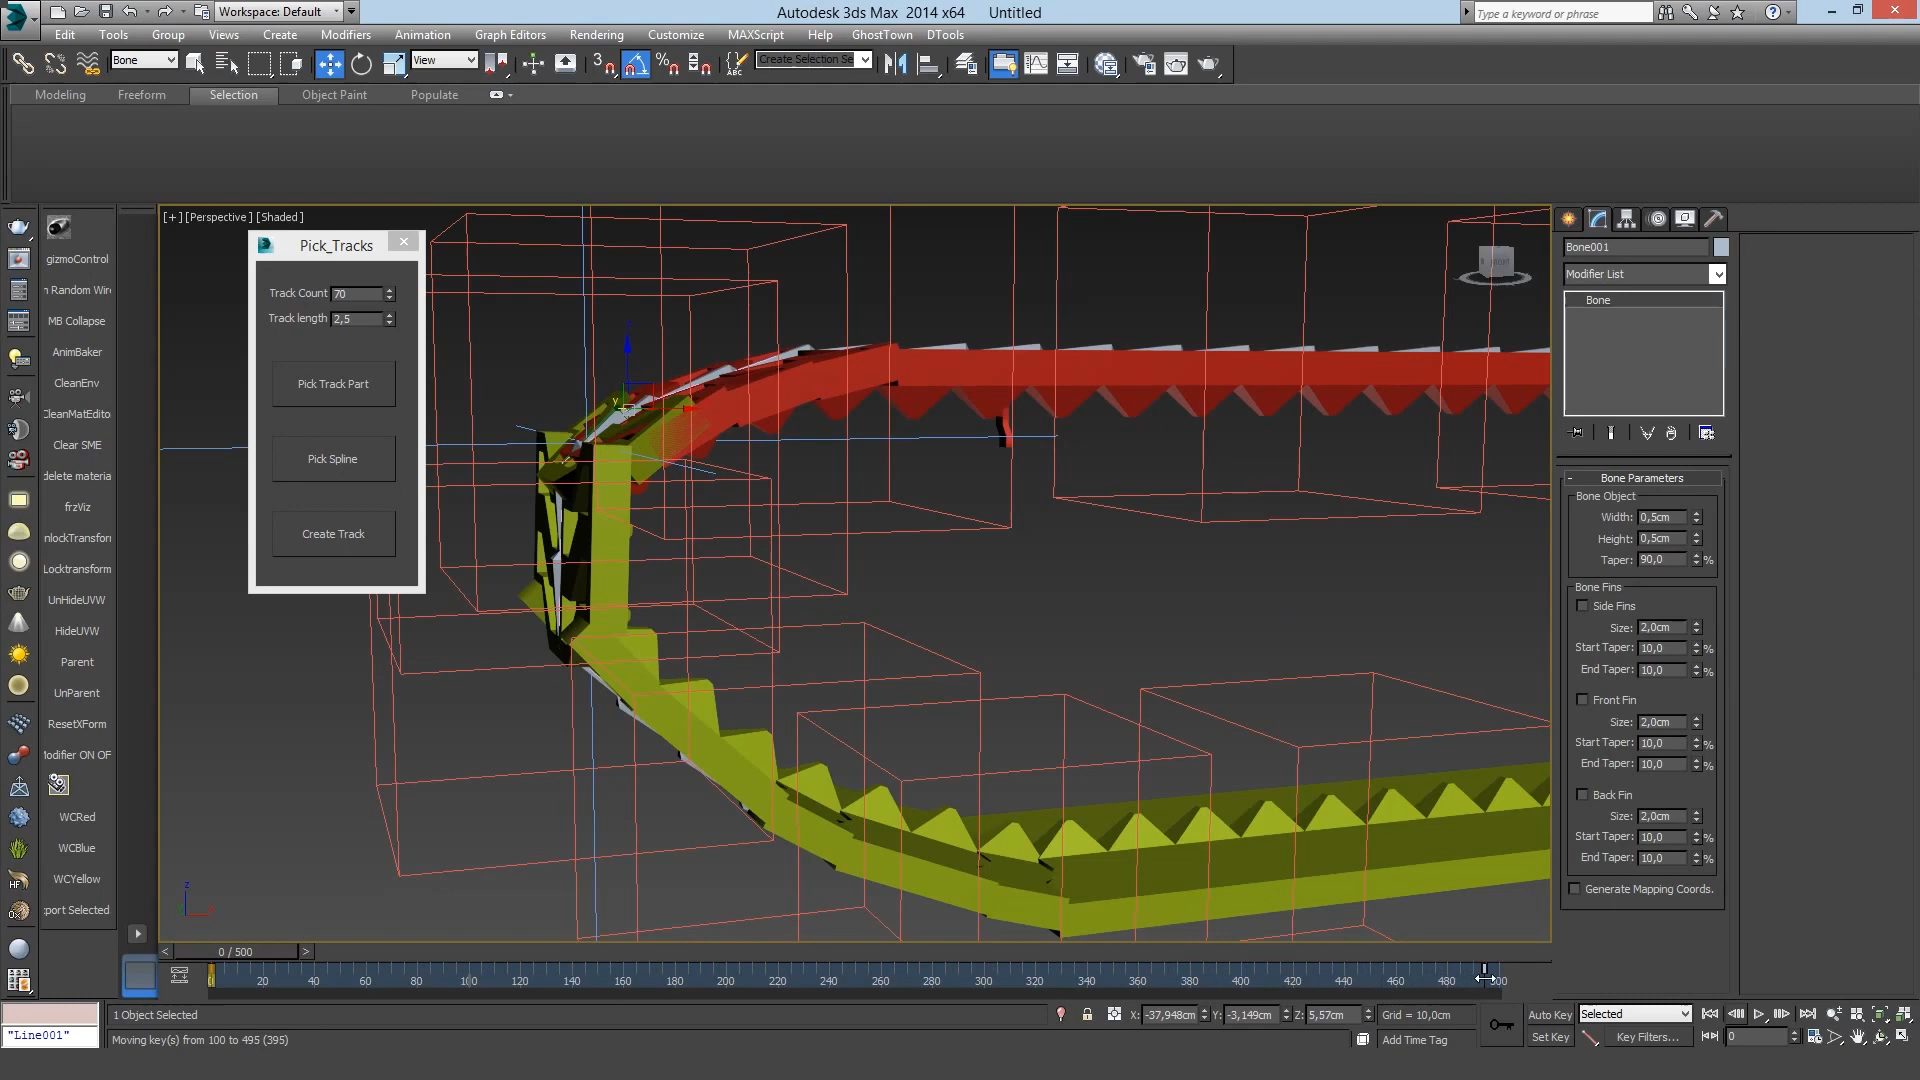 Workspace: Default
Autodesk 3ds Max 2014 x64 Untitled
Type a keyword or phrase
Edit Tools Group Views Create Modifiers Animation Graph Editors Rendering Customize MAXScript Help GhostTown DTools
Bone
View
3
%
ABC
Create Selection Se
Modeling Freeform Selection Object Paint Populate
[+] [Perspective] [Shaded]
Pick_Tracks
Track Count 70
Track length 2,5
Pick Track Part
Pick Spline
Create Track
gizmoControl
n Random Wire
MB Collapse
AnimBaker
CleanEnv
CleanMatEdito
Clear SME
delete materia
frzViz
nlockTransforn
Locktransform
UnHideUVW
HideUVW
Parent
UnParent
ResetXForm
Modifier ON OF
WCRed
WCBlue
WCYellow
HF
port Selected
y
z
FRONT
Bone001
Modifier List
Bone
- Bone Parameters
Bone Object
Width: 0,5cm
Height: 0,5cm
Taper: 90,0 %
Bone Fins
Side Fins
Size: 2,0cm
Start Taper: 10,0 %
End Taper: 10,0 %
Front Fin
Size: 2,0cm
Start Taper: 10,0 %
End Taper: 10,0 %
Back Fin
Size: 2,0cm
Start Taper: 10,0 %
End Taper: 10,0 %
Generate Mapping Coords.
< 0 / 500 >
20 40 60 80 100 120 140 160 180 200 220 240 260 280 300 320 340 360 380 400 420 440 460 480 500
1 Object Selected
X: -37,948cm Y: -3,149cm Z: 5,57cm Grid = 10,0cm
Auto Key Selected
"Line001"
Moving key(s) from 100 to 495 (395)
Add Time Tag
Set Key Key Filters... 0